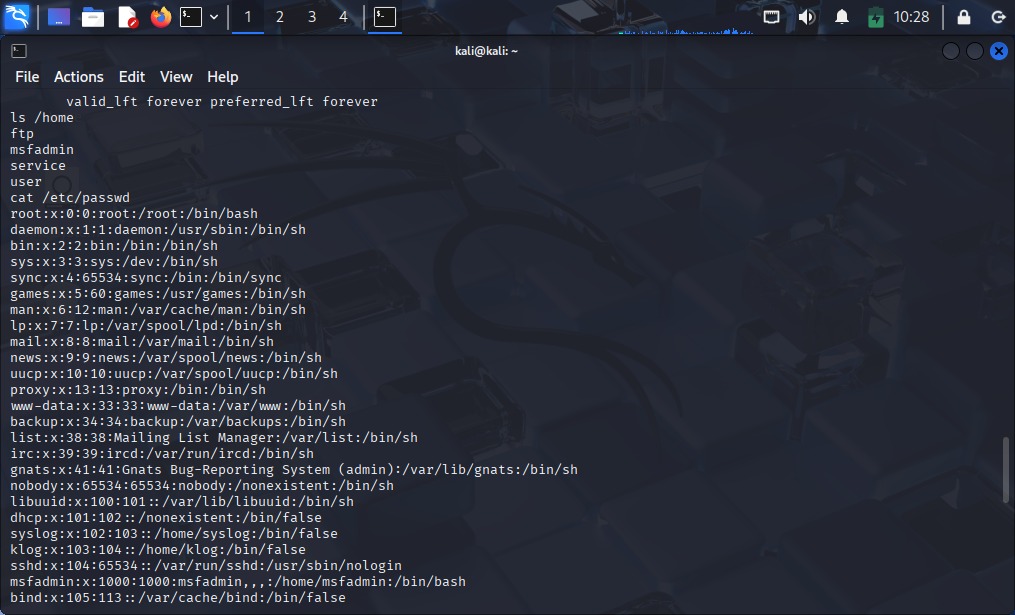 1 2 3 4
10:28
kali@kali: ~
File Actions Edit View Help
valid_lft forever preferred_lft forever
ls /home
ftp
msfadmin
service
user
cat /etc/passwd
root:x:0:0:root:/root:/bin/bash
daemon:x:1:1:daemon:/usr/sbin:/bin/sh
bin:x:2:2:bin:/bin:/bin/sh
sys:x:3:3:sys:/dev:/bin/sh
sync:x:4:65534:sync:/bin:/bin/sync
games:x:5:60:games:/usr/games:/bin/sh
man:x:6:12:man:/var/cache/man:/bin/sh
lp:x:7:7:lp:/var/spool/lpd:/bin/sh
mail:x:8:8:mail:/var/mail:/bin/sh
news:x:9:9:news:/var/spool/news:/bin/sh
uucp:x:10:10:uucp:/var/spool/uucp:/bin/sh
proxy:x:13:13:proxy:/bin:/bin/sh
www-data:x:33:33:www-data:/var/www:/bin/sh
backup:x:34:34:backup:/var/backups:/bin/sh
list:x:38:38:Mailing List Manager:/var/list:/bin/sh
irc:x:39:39:ircd:/var/run/ircd:/bin/sh
gnats:x:41:41:Gnats Bug-Reporting System (admin):/var/lib/gnats:/bin/sh
nobody:x:65534:65534:nobody:/nonexistent:/bin/sh
libuuid:x:100:101::/var/lib/libuuid:/bin/sh
dhcp:x:101:102::/nonexistent:/bin/false
syslog:x:102:103::/home/syslog:/bin/false
klog:x:103:104::/home/klog:/bin/false
sshd:x:104:65534::/var/run/sshd:/usr/sbin/nologin
msfadmin:x:1000:1000:msfadmin,,,:/home/msfadmin:/bin/bash
bind:x:105:113::/var/cache/bind:/bin/false